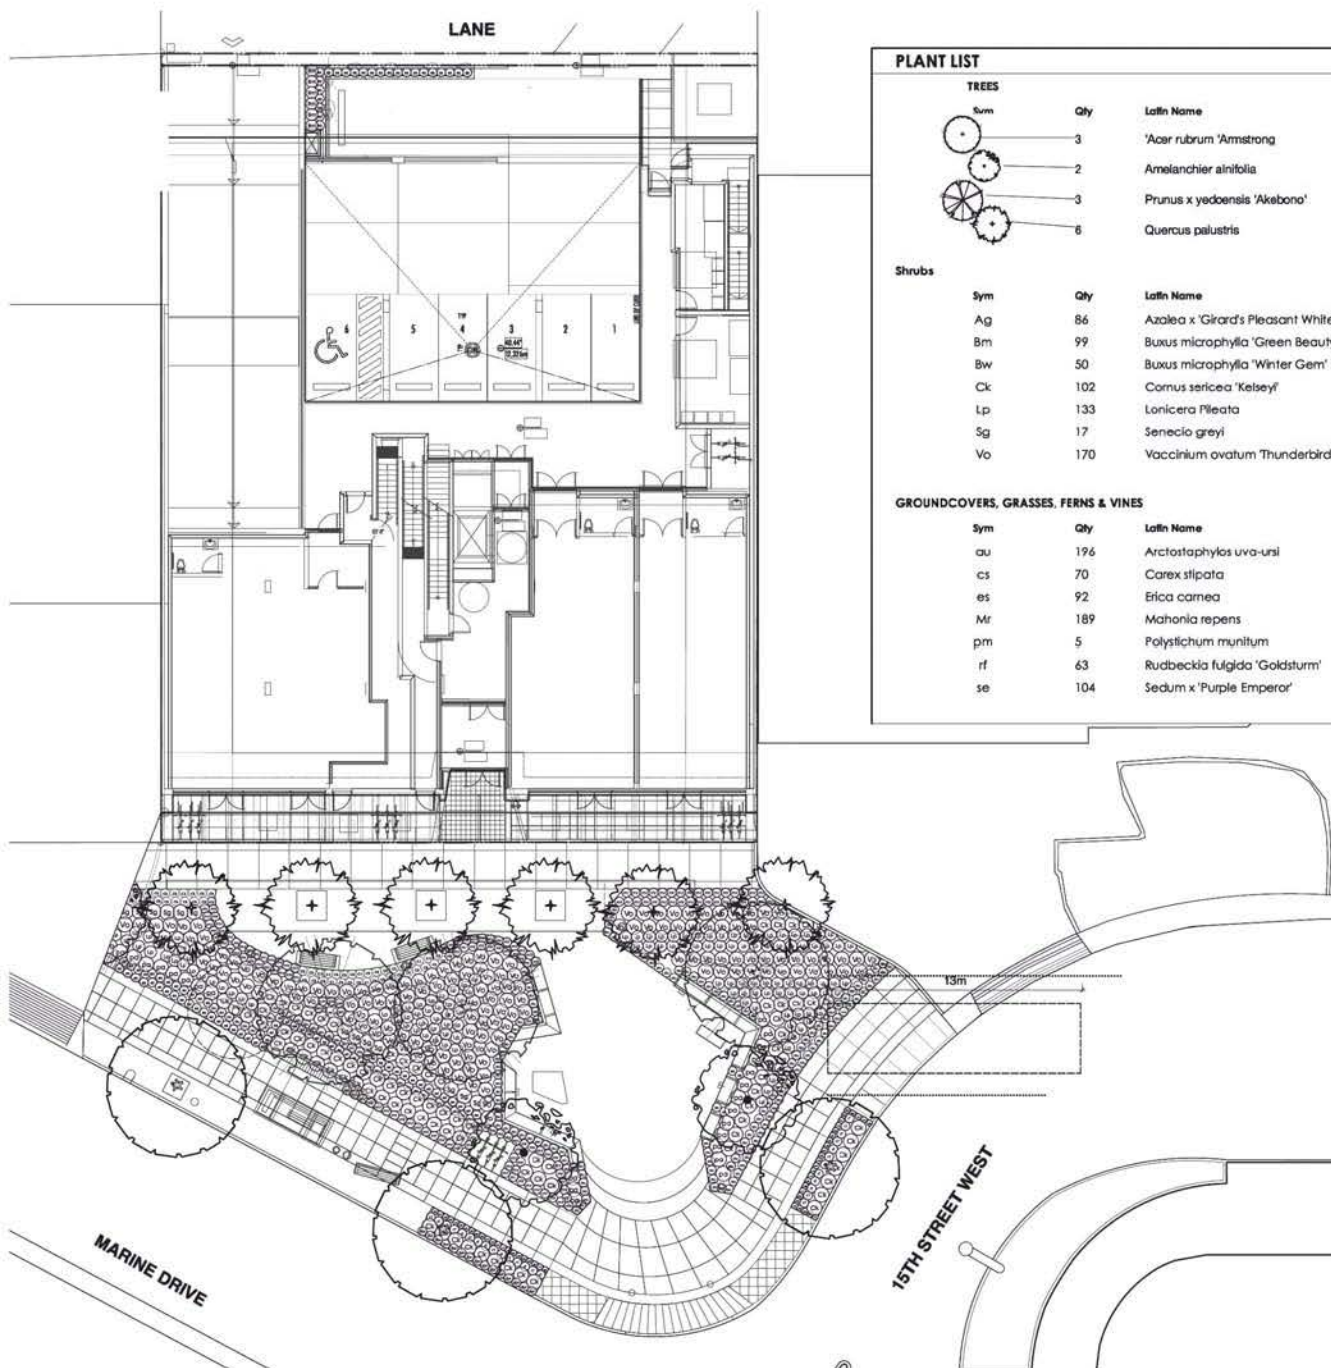 LANE
PLANT LIST
TREES
Sym Qty Latin Name
3 'Acer rubrum 'Armstrong
2 Amelanchier alnifolia
3 Prunus x yedoensis 'Akebono'
6 Quercus palustris
Shrubs
Sym Qty Latin Name
Ag 86 Azalea x 'Girard's Pleasant White
Bm 99 Buxus microphylla 'Green Beauty
Bw 50 Buxus microphylla 'Winter Gem'
Ck 102 Cornus sericea 'Kelseyi'
Lp 133 Lonicera Pileata
Sg 17 Senecio greyi
Vo 170 Vaccinium ovatum 'Thunderbird
GROUNDCOVERS, GRASSES, FERNS & VINES
Sym Qty Latin Name
au 196 Arctostaphylos uva-ursi
cs 70 Carex stipata
es 92 Erica carnea
Mr 189 Mahonia repens
pm 5 Polystichum munitum
rf 63 Rudbeckia fulgida 'Goldsturm'
se 104 Sedum x 'Purple Emperor'
6 5 4 3 2 1
TYP
13m
15TH STREET WEST
MARINE DRIVE